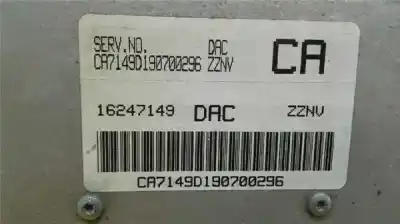 SERV.NO. DAC CA
CA7149D190700296 ZZNV
16247149 DAC ZZNV
CA7149D190700296